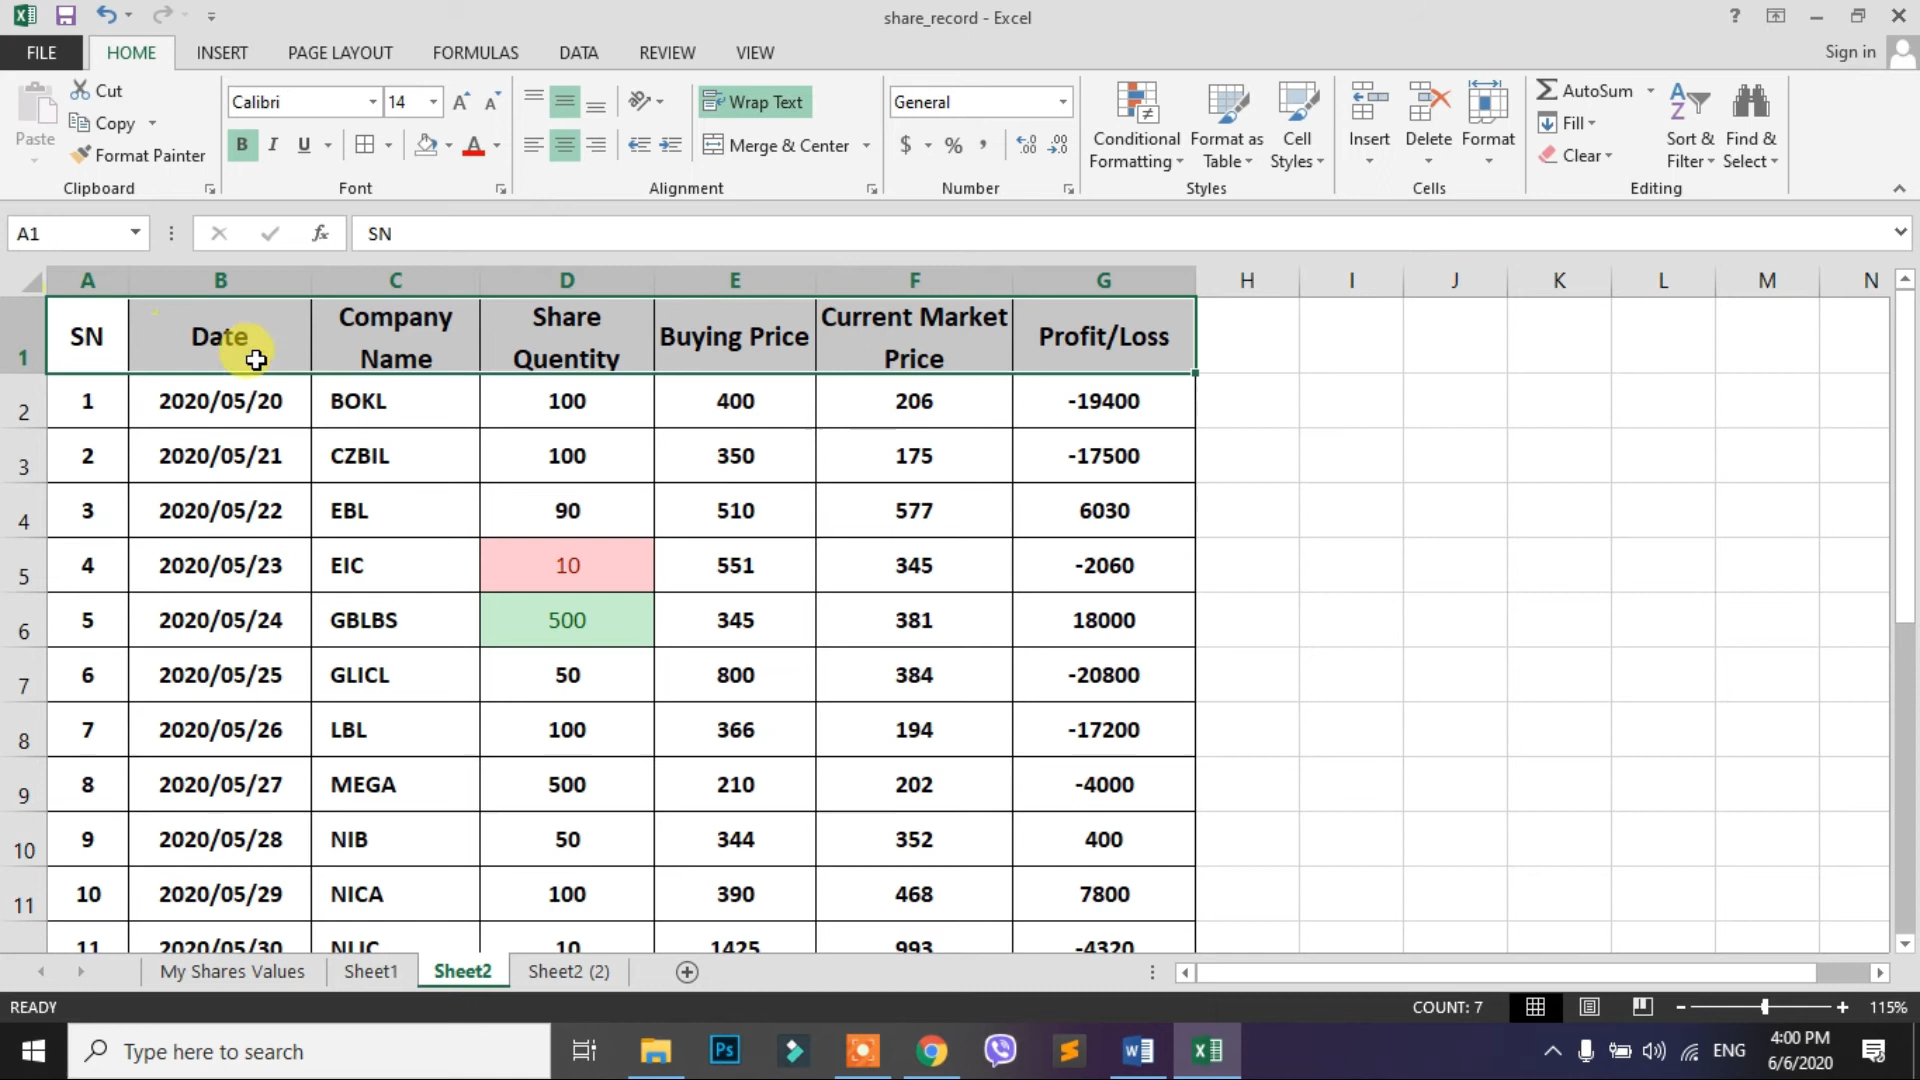 share_record - Excel
?
FILE HOME INSERT PAGE LAYOUT FORMULAS DATA REVIEW VIEW Sign in
Paste
Cut
Copy
Format Painter
Clipboard
Calibri 14 A A
B I U A
Font
Wrap Text
Merge & Center
Alignment
General
$ % , .00 .00
Number
Conditional Formatting
Format as Table
Cell Styles
Styles
Insert Delete Format
Cells
AutoSum
Fill
Clear
Sort & Filter
Find & Select
Editing
A1 fx SN
A B C D E F G H I J K L M N
1 SN Date Company Name Share Quentity Buying Price Current Market Price Profit/Loss
2 1 2020/05/20 BOKL 100 400 206 -19400
3 2 2020/05/21 CZBIL 100 350 175 -17500
4 3 2020/05/22 EBL 90 510 577 6030
5 4 2020/05/23 EIC 10 551 345 -2060
6 5 2020/05/24 GBLBS 500 345 381 18000
7 6 2020/05/25 GLICL 50 800 384 -20800
8 7 2020/05/26 LBL 100 366 194 -17200
9 8 2020/05/27 MEGA 500 210 202 -4000
10 9 2020/05/28 NIB 50 344 352 400
11 10 2020/05/29 NICA 100 390 468 7800
11 2020/05/30 NLIC 10 1425 993 -4320
My Shares Values Sheet1 Sheet2 Sheet2 (2)
READY COUNT: 7 115%
Type here to search
Ps
ENG
4:00 PM
6/6/2020